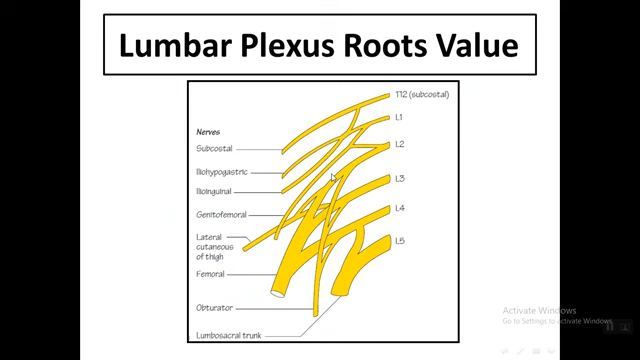 Lumbar Plexus Roots Value
T12 (subcostal)
L1
L2
L3
L4
L5
Nerves
Subcostal
Iliohypogastric
Ilioinguinal
Genitofemoral
Lateral
cutaneous
of thigh
Femoral
Obturator
Lumbosacral trunk
Activate Windows
Go to Settings to activate Windows.